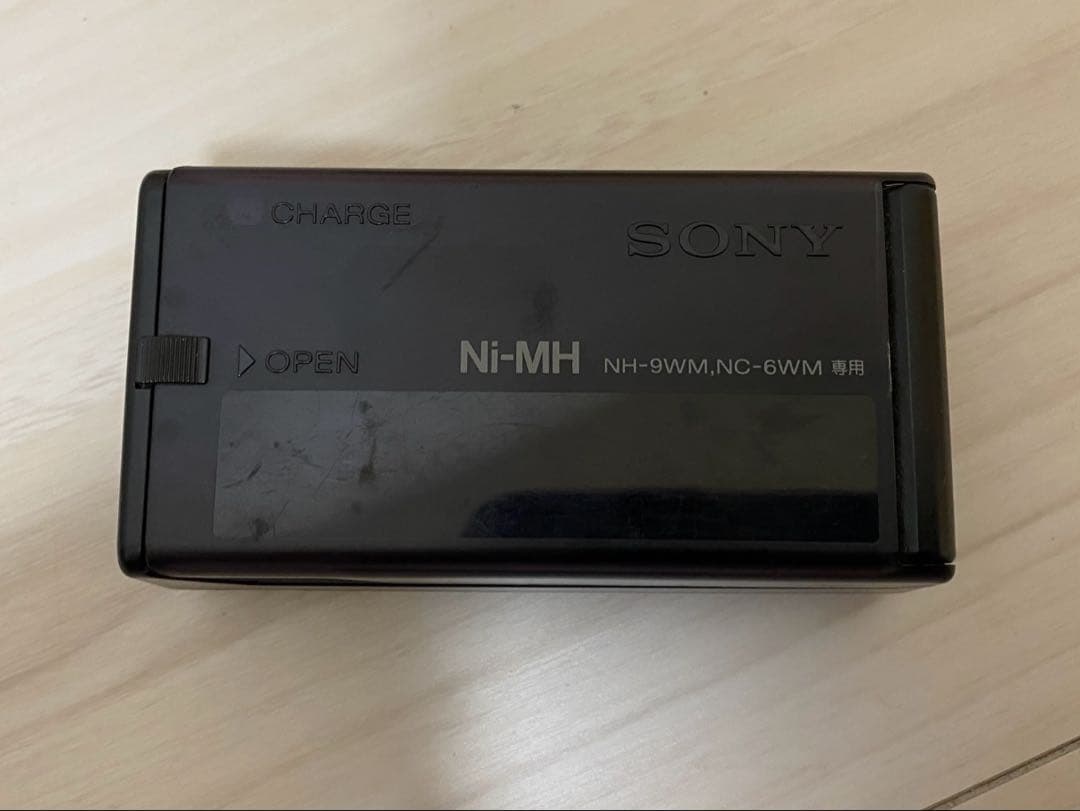 CHARGE
SONY
▷OPEN
Ni-MH NH-9WM,NC-6WM 専用